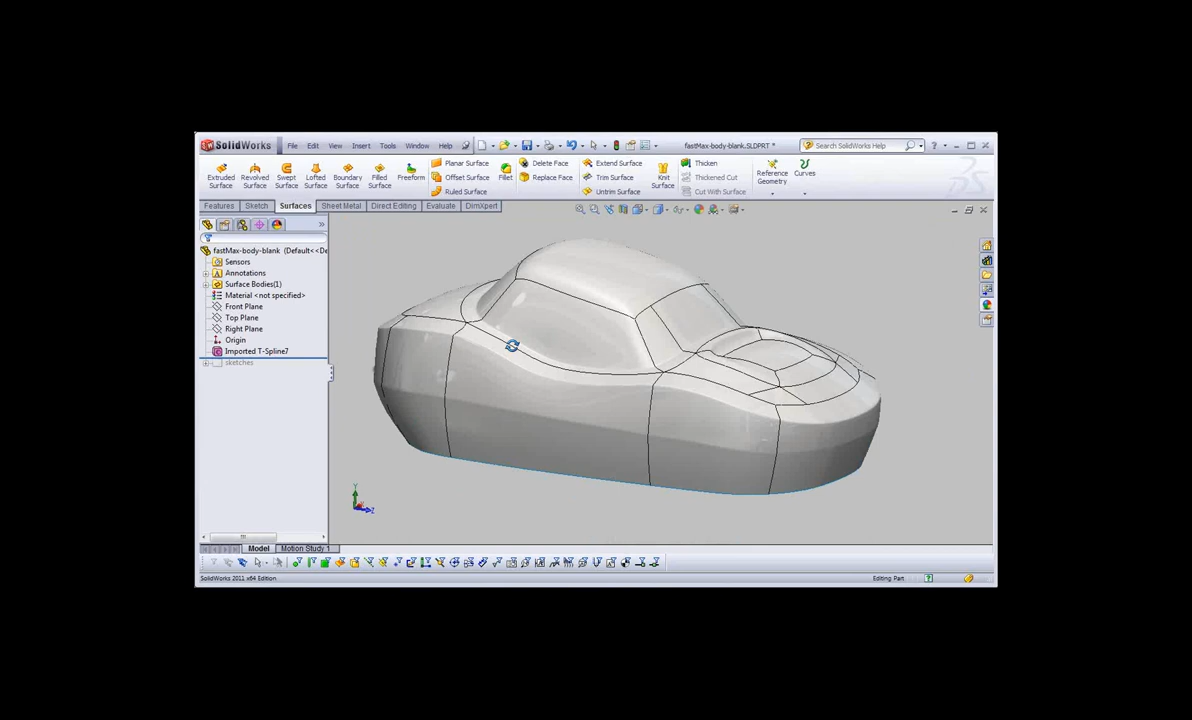 SolidWorks File Edit View Insert Tools Window Help fastMax-body-blank.SLDPRT * Search SolidWorks Help
Extruded Surface
Revolved Surface
Swept Surface
Lofted Surface
Boundary Surface
Filled Surface
Freeform
Planar Surface
Offset Surface
Ruled Surface
Fillet
Delete Face
Replace Face
Extend Surface
Trim Surface
Untrim Surface
Knit Surface
Thicken
Thickened Cut
Cut With Surface
Reference Geometry
Curves
Features Sketch Surfaces Sheet Metal Direct Editing Evaluate DimXpert
fastMax-body-blank (Default<<De
Sensors
Annotations
Surface Bodies(1)
Material <not specified>
Front Plane
Top Plane
Right Plane
Origin
Imported T-Spline7
sketches
Y
Z
Model Motion Study 1
SolidWorks 2011 x64 Edition Editing Part